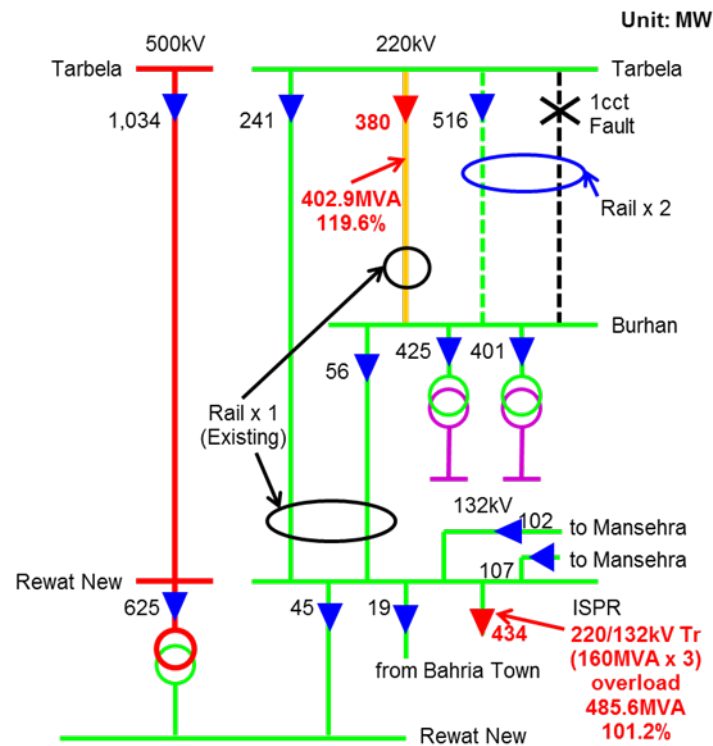 Unit: MW
500kV
220kV
Tarbela
Tarbela
1,034
241
380
516
1cct
Fault
402.9MVA
119.6%
Rail x 2
Burhan
56
425
401
Rail x 1
(Existing)
132kV
102
to Mansehra
107
to Mansehra
Rewat New
625
45
19
434
ISPR
220/132kV Tr
(160MVA x 3)
overload
485.6MVA
101.2%
from Bahria Town
Rewat New